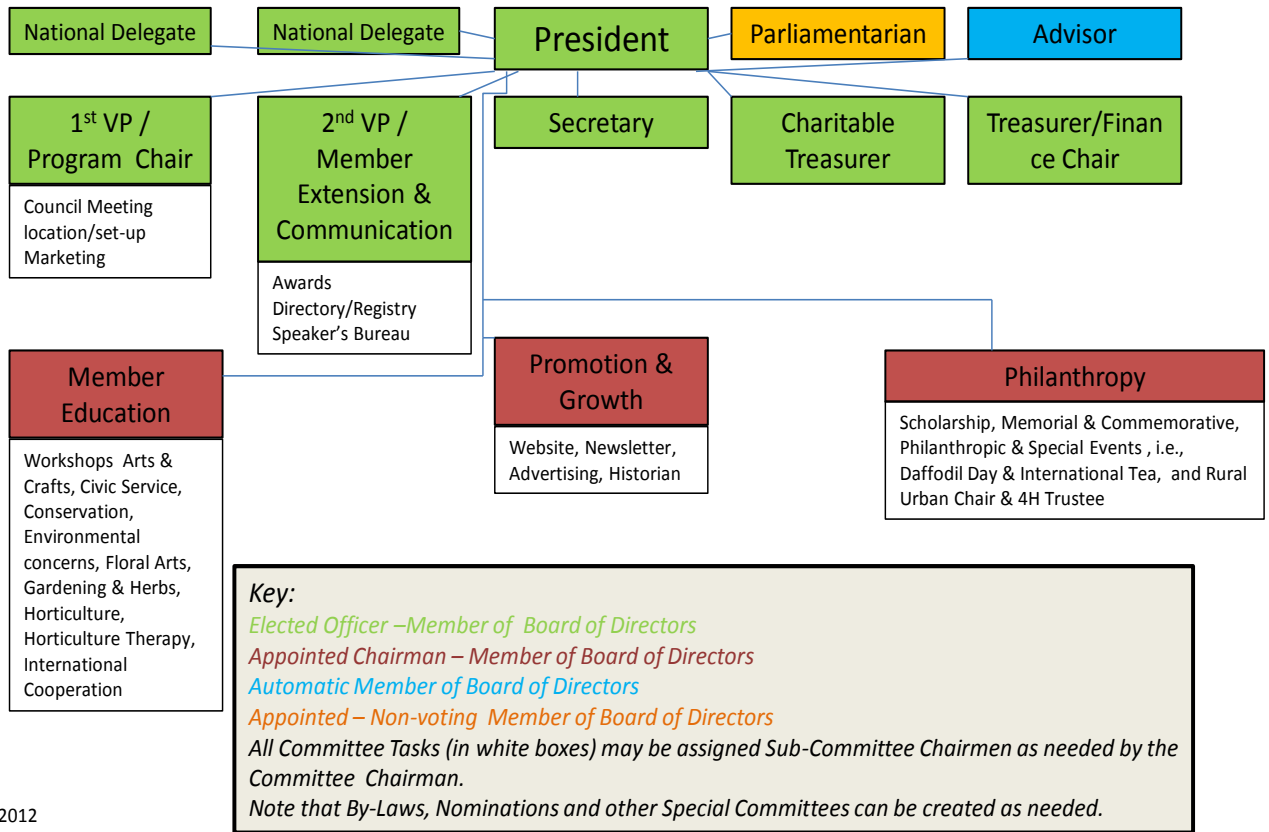 National Delegate
National Delegate
President
Parliamentarian
Advisor
1st VP /
Program Chair
Council Meeting
location/set-up
Marketing
2nd VP /
Member
Extension &
Communication
Awards
Directory/Registry
Speaker’s Bureau
Secretary
Charitable
Treasurer
Treasurer/Finan
ce Chair
Member
Education
Workshops Arts &
Crafts, Civic Service,
Conservation,
Environmental
concerns, Floral Arts,
Gardening & Herbs,
Horticulture,
Horticulture Therapy,
International
Cooperation
Promotion &
Growth
Website, Newsletter,
Advertising, Historian
Philanthropy
Scholarship, Memorial & Commemorative,
Philanthropic & Special Events , i.e.,
Daffodil Day & International Tea, and Rural
Urban Chair & 4H Trustee
Key:
Elected Officer –Member of Board of Directors
Appointed Chairman – Member of Board of Directors
Automatic Member of Board of Directors
Appointed – Non-voting Member of Board of Directors
All Committee Tasks (in white boxes) may be assigned Sub-Committee Chairmen as needed by the
Committee Chairman.
Note that By-Laws, Nominations and other Special Committees can be created as needed.
2012